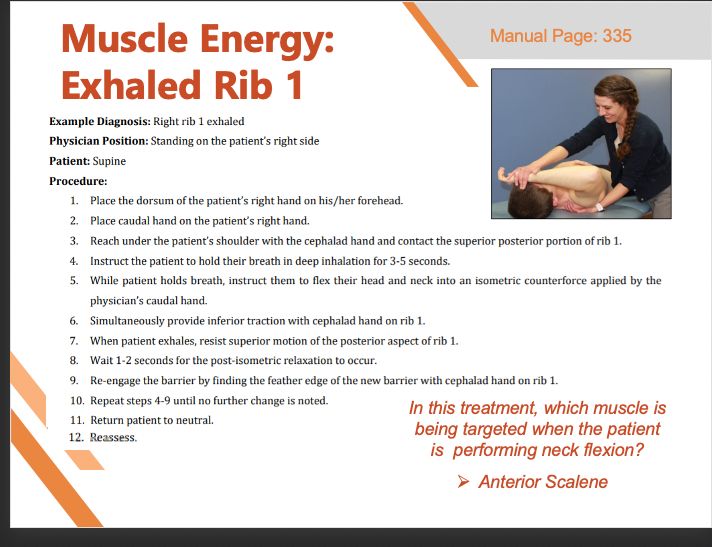 Muscle Energy:
Exhaled Rib 1
Manual Page: 335
Example Diagnosis: Right rib 1 exhaled
Physician Position: Standing on the patient's right side
Patient: Supine
Procedure:
1. Place the dorsum of the patient's right hand on his/her forehead.
2. Place caudal hand on the patient's right hand.
3. Reach under the patient's shoulder with the cephalad hand and contact the superior posterior portion of rib 1.
4. Instruct the patient to hold their breath in deep inhalation for 3-5 seconds.
5. While patient holds breath, instruct them to flex their head and neck into an isometric counterforce applied by the
physician's caudal hand.
6. Simultaneously provide inferior traction with cephalad hand on rib 1.
7. When patient exhales, resist superior motion of the posterior aspect of rib 1.
8. Wait 1-2 seconds for the post-isometric relaxation to occur.
9. Re-engage the barrier by finding the feather edge of the new barrier with cephalad hand on rib 1.
10. Repeat steps 4-9 until no further change is noted.
11. Return patient to neutral.
12. Reassess.
In this treatment, which muscle is
being targeted when the patient
is performing neck flexion?
➢ Anterior Scalene